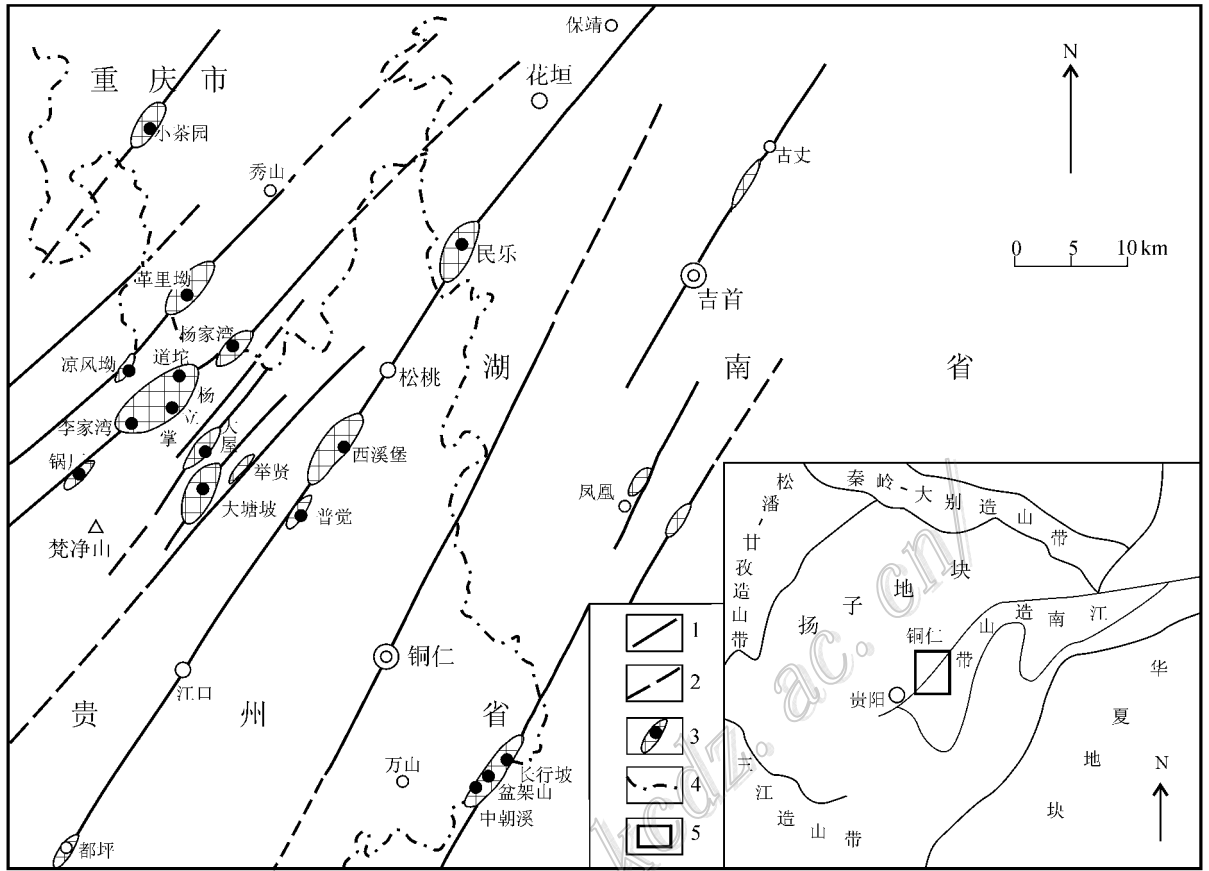 保靖
花垣
重庆市
小茶园
秀山
古丈
N
0 5 10 km
民乐
革里坳
吉首
杨家湾
凉风坳
道坨
松桃
湖南省
杨立掌
李家湾
大屋
西溪堡
锅厂
举贤
凤凰
大塘坡
普觉
梵净山
铜仁
江口
贵州省
万山
长行坡
盆架山
中朝溪
都坪
1
2
3
4
5
松潘-甘孜造山带
秦岭-大别造山带
扬子地块
江南造山带
铜仁
贵阳
华夏地块
三江造山带
N
kcdz.ac.cn/